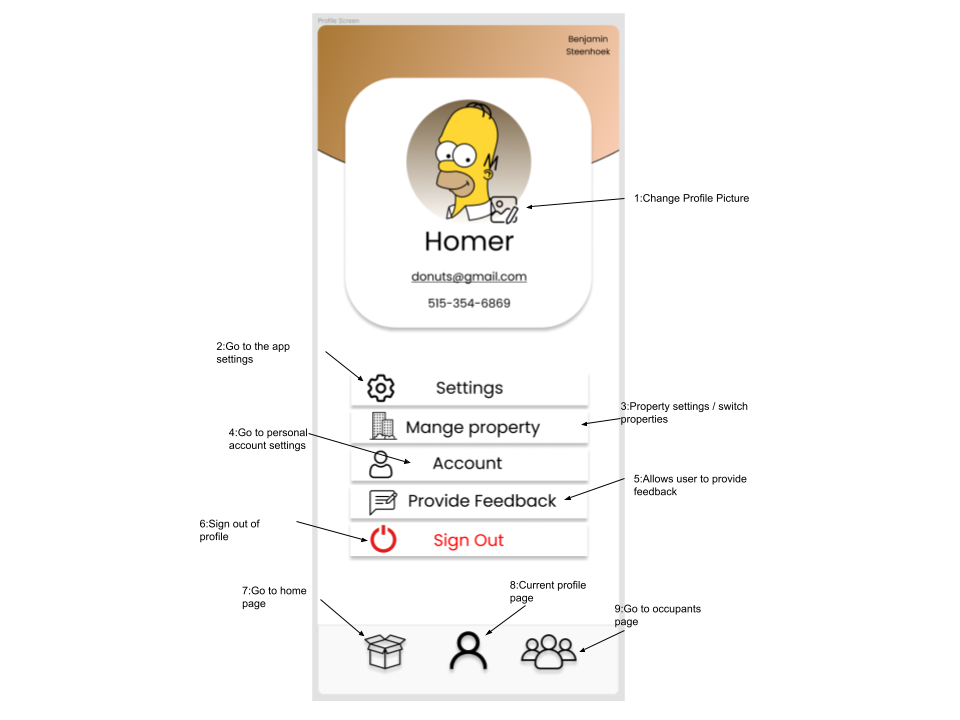 Profile Screen
Benjamin
Steenhoek
1:Change Profile Picture
Homer
donuts@gmail.com
515-354-6869
2:Go to the app
settings
Settings
3:Property settings / switch
properties
Mange property
4:Go to personal
account settings
Account
5:Allows user to provide
feedback
Provide Feedback
6:Sign out of
profile
Sign Out
7:Go to home
page
8:Current profile
page
9:Go to occupants
page